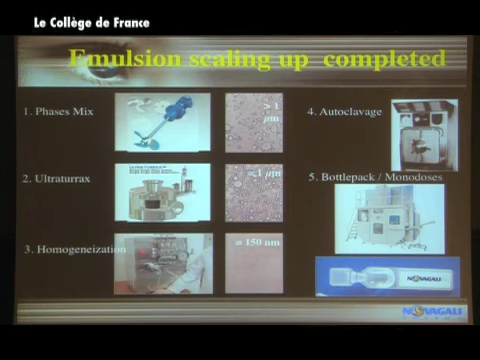 Le Collège de France
Emulsion scaling up completed
1. Phases Mix
> 1
µm
4. Autoclavage
2. Ultraturrax
≈1 µm
5. Bottlepack / Monodoses
3. Homogeneization
≈ 150 nm
NOVAGALI